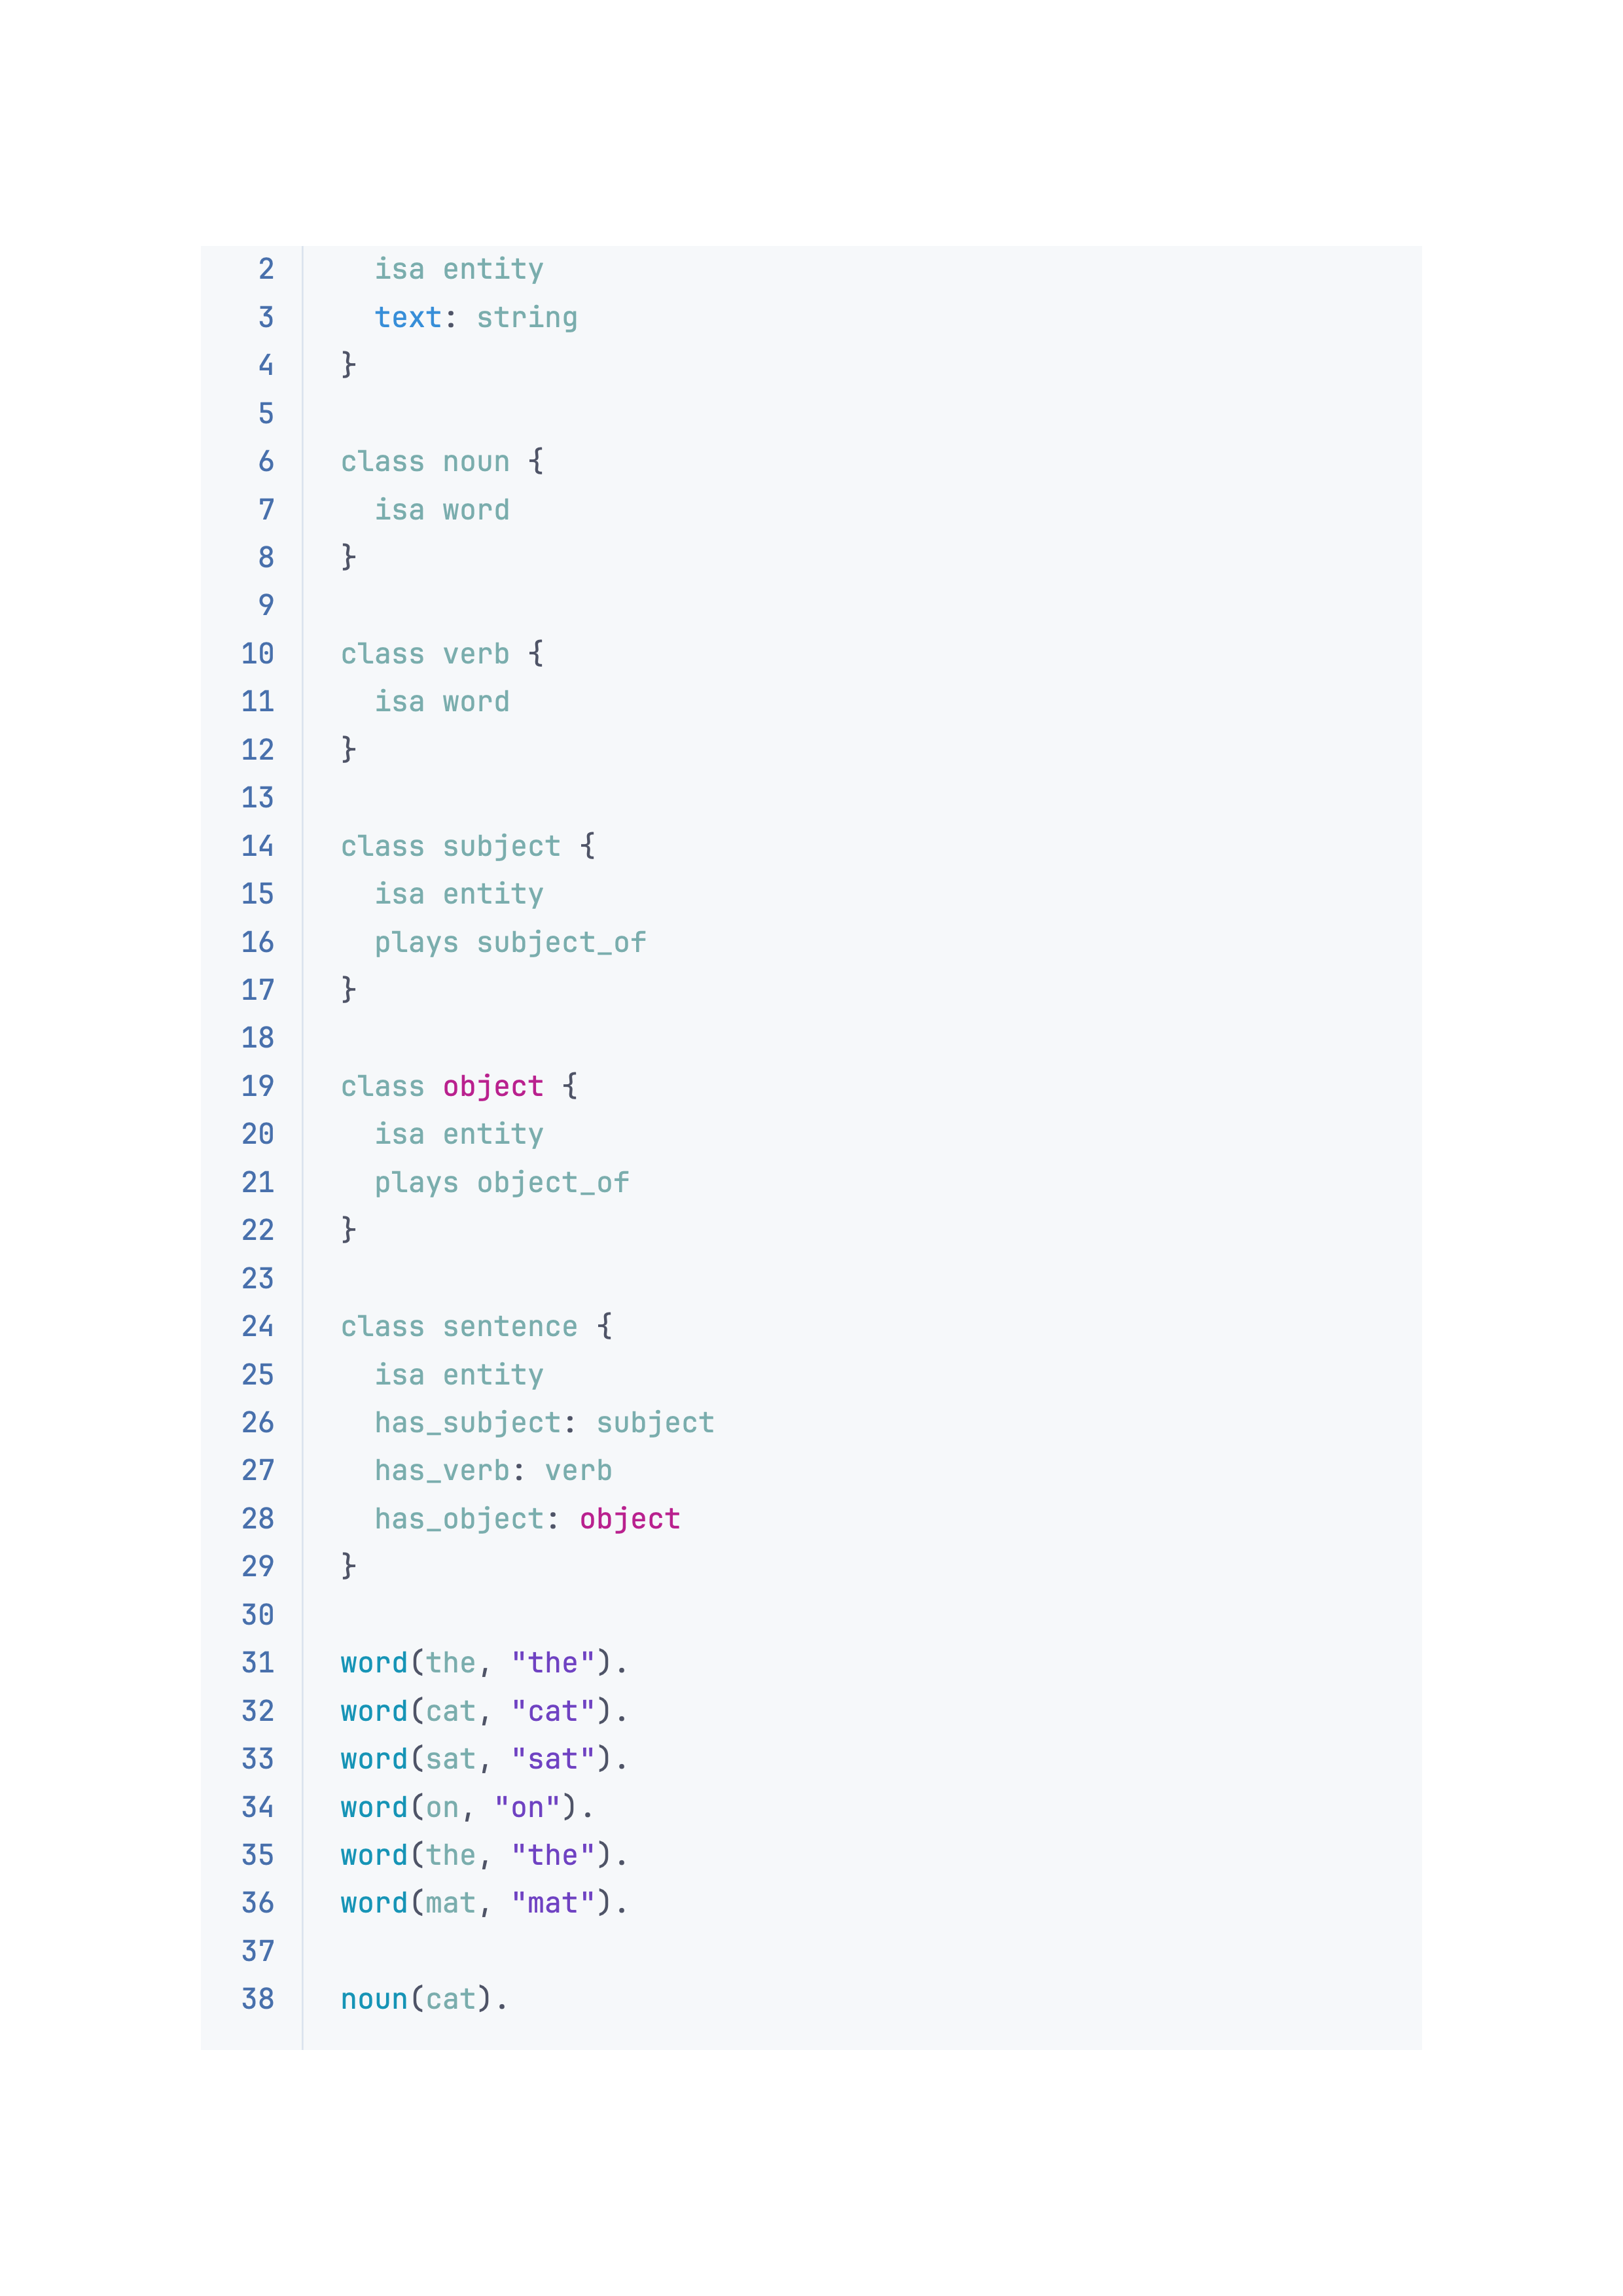 2 isa entity
3 text: string
4 }
5
6 class noun {
7 isa word
8 }
9
10 class verb {
11 isa word
12 }
13
14 class subject {
15 isa entity
16 plays subject_of
17 }
18
19 class object {
20 isa entity
21 plays object_of
22 }
23
24 class sentence {
25 isa entity
26 has_subject: subject
27 has_verb: verb
28 has_object: object
29 }
30
31 word(the, "the").
32 word(cat, "cat").
33 word(sat, "sat").
34 word(on, "on").
35 word(the, "the").
36 word(mat, "mat").
37
38 noun(cat).